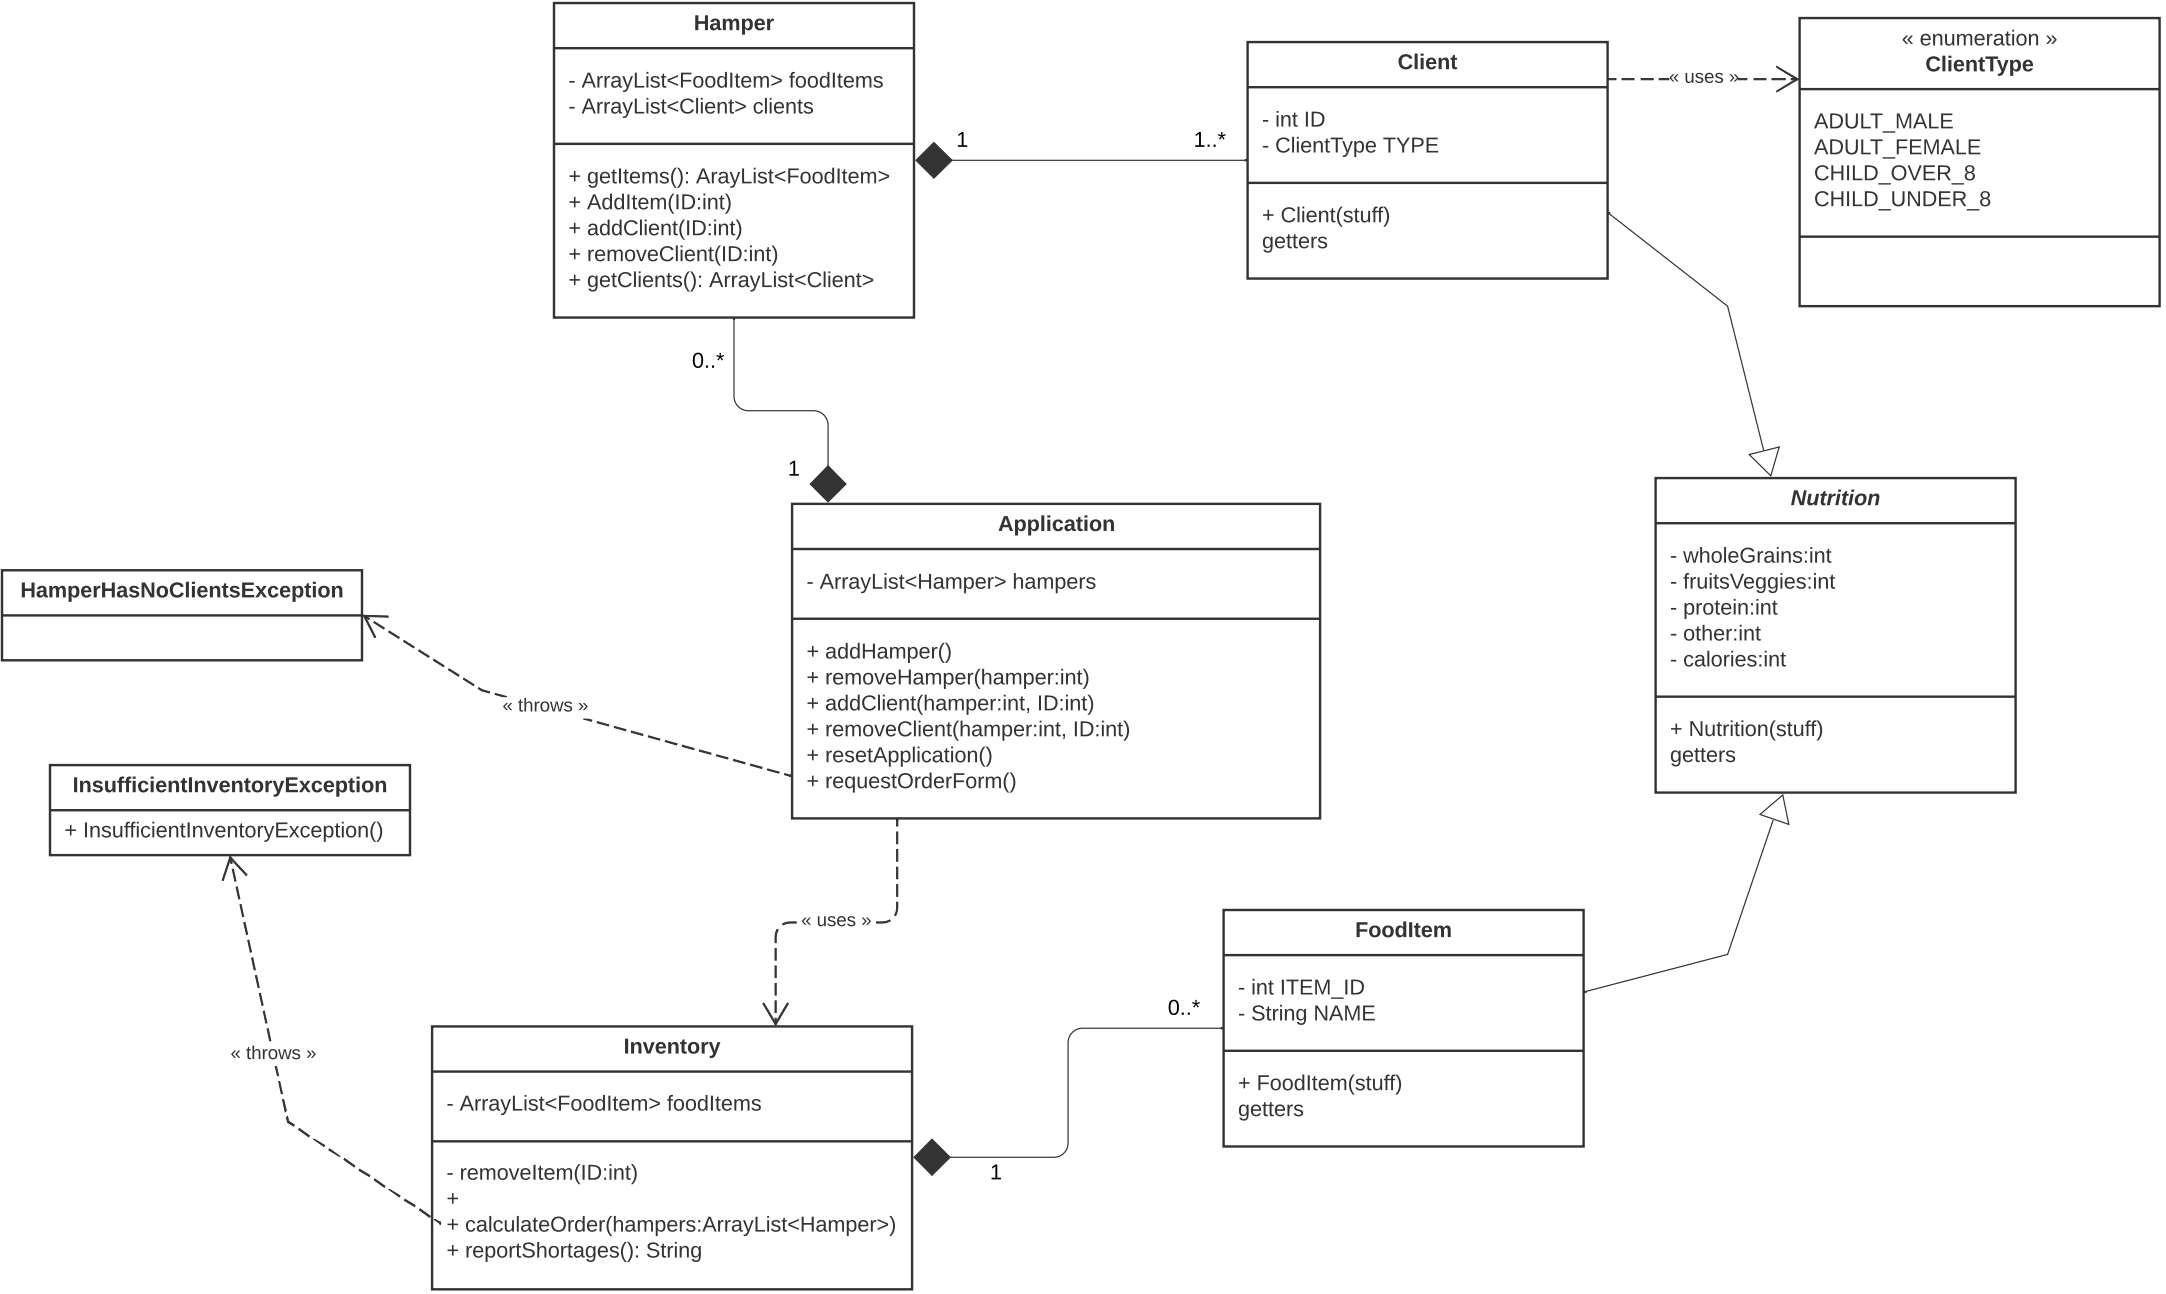 Hamper
- ArrayList<FoodItem> foodItems
- ArrayList<Client> clients
+ getItems(): ArayList<FoodItem>
+ AddItem(ID:int)
+ addClient(ID:int)
+ removeClient(ID:int)
+ getClients(): ArrayList<Client>
1
1..*
Client
- int ID
- ClientType TYPE
+ Client(stuff)
getters
« uses »
« enumeration »
ClientType
ADULT_MALE
ADULT_FEMALE
CHILD_OVER_8
CHILD_UNDER_8
0..*
1
Application
- ArrayList<Hamper> hampers
+ addHamper()
+ removeHamper(hamper:int)
+ addClient(hamper:int, ID:int)
+ removeClient(hamper:int, ID:int)
+ resetApplication()
+ requestOrderForm()
Nutrition
- wholeGrains:int
- fruitsVeggies:int
- protein:int
- other:int
- calories:int
+ Nutrition(stuff)
getters
HamperHasNoClientsException
« throws »
InsufficientInventoryException
+ InsufficientInventoryException()
« uses »
« throws »
Inventory
- ArrayList<FoodItem> foodItems
- removeItem(ID:int)
+
+ calculateOrder(hampers:ArrayList<Hamper>)
+ reportShortages(): String
1
0..*
FoodItem
- int ITEM_ID
- String NAME
+ FoodItem(stuff)
getters